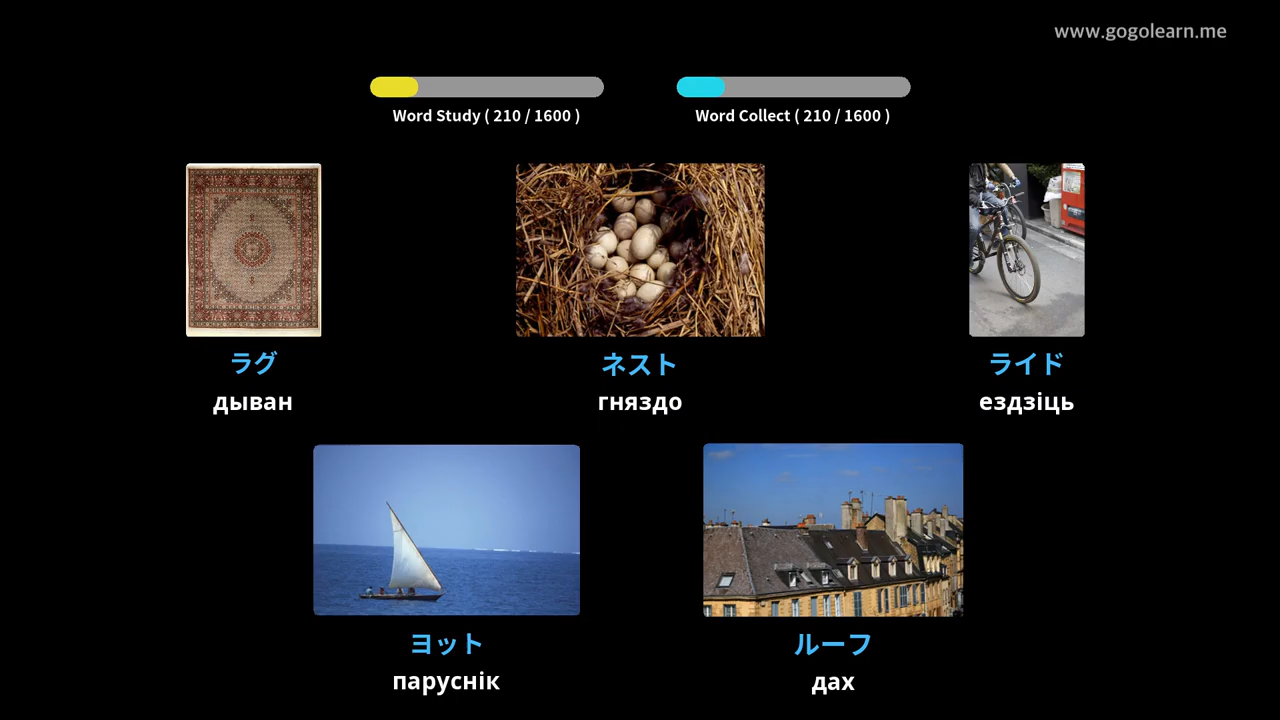 www.gogolearn.me
Word Study ( 210 / 1600 )
Word Collect ( 210 / 1600 )
ラグ
дыван
ネスト
гняздо
ライド
ездзіць
ヨット
паруснік
ルーフ
дах